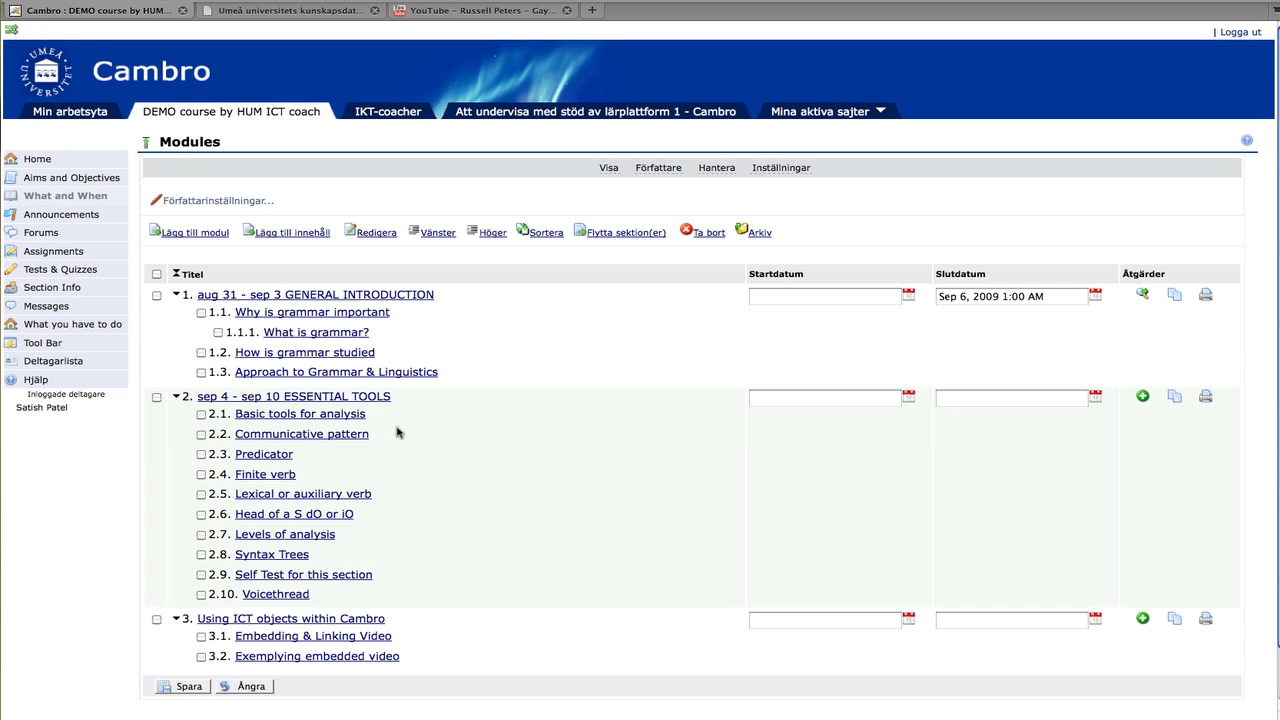 Cambro : DEMO course by HUM...
Umeå universitets kunskapsdat...
YouTube - Russell Peters - Gay...
| Logga ut
UMEÅ UNIVERSITET
Cambro
Min arbetsyta
DEMO course by HUM ICT coach
IKT-coacher
Att undervisa med stöd av lärplattform 1 - Cambro
Mina aktiva sajter
Modules
Home
Aims and Objectives
What and When
Announcements
Forums
Assignments
Tests & Quizzes
Section Info
Messages
What you have to do
Tool Bar
Deltagarlista
Hjälp
Inloggade deltagare
Satish Patel
Visa Författare Hantera Inställningar
Författarinställningar...
Lägg till modul Lägg till innehåll Redigera Vänster Höger Sortera Flytta sektion(er) Ta bort Arkiv
Titel Startdatum Slutdatum Åtgärder
1. aug 31 - sep 3 GENERAL INTRODUCTION Sep 6, 2009 1:00 AM
1.1. Why is grammar important
1.1.1. What is grammar?
1.2. How is grammar studied
1.3. Approach to Grammar & Linguistics
2. sep 4 - sep 10 ESSENTIAL TOOLS
2.1. Basic tools for analysis
2.2. Communicative pattern
2.3. Predicator
2.4. Finite verb
2.5. Lexical or auxiliary verb
2.6. Head of a S dO or iO
2.7. Levels of analysis
2.8. Syntax Trees
2.9. Self Test for this section
2.10. Voicethread
3. Using ICT objects within Cambro
3.1. Embedding & Linking Video
3.2. Exemplying embedded video
Spara Ångra